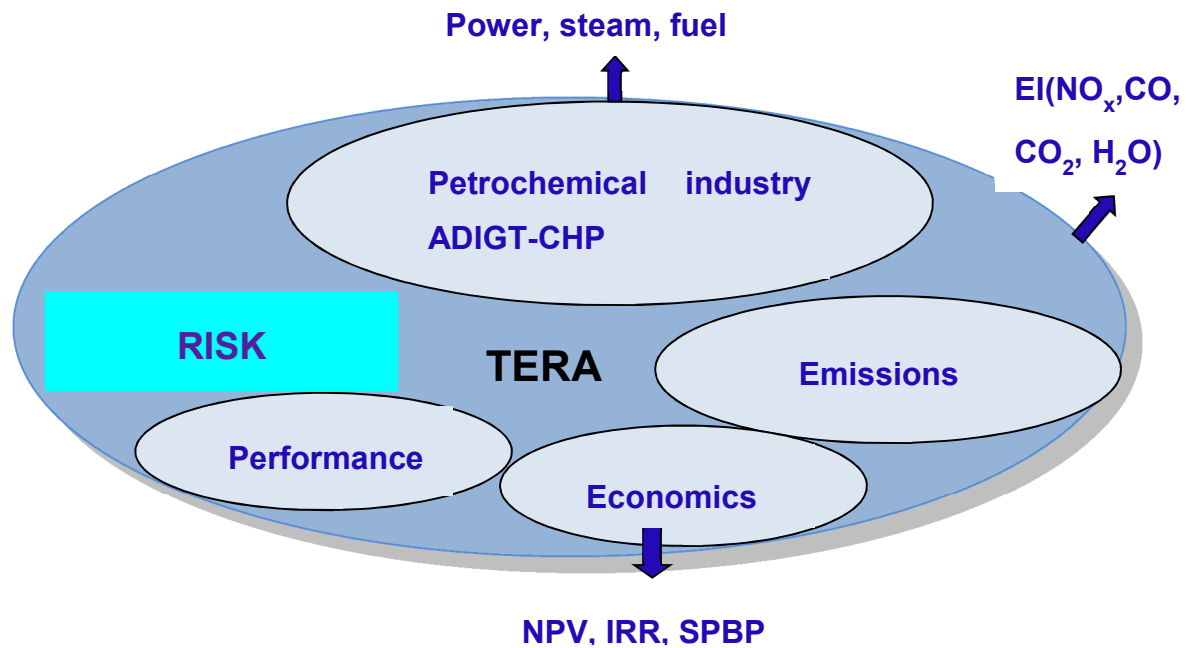 Power, steam, fuel
EI(NOx,CO,
CO2, H2O)
Petrochemical industry
ADIGT-CHP
RISK
TERA
Emissions
Performance
Economics
NPV, IRR, SPBP